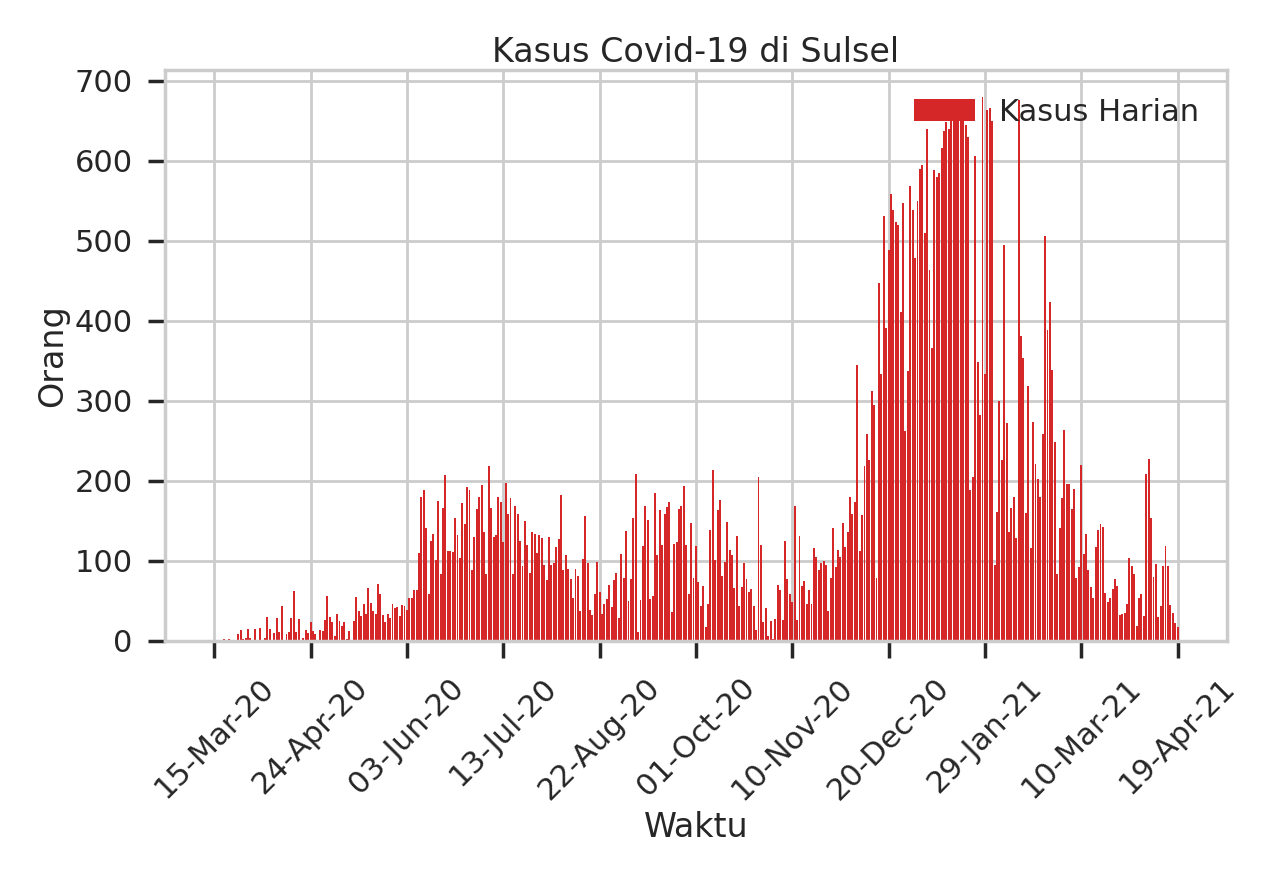 Kasus Covid-19 di Sulsel
Kasus Harian
Orang
700
600
500
400
300
200
100
0
15-Mar-20
24-Apr-20
03-Jun-20
13-Jul-20
22-Aug-20
01-Oct-20
10-Nov-20
20-Dec-20
29-Jan-21
10-Mar-21
19-Apr-21
Waktu